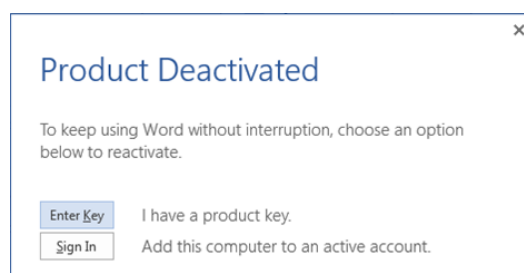 Product Deactivated
To keep using Word without interruption, choose an option
below to reactivate.
Enter Key I have a product key.
Sign In Add this computer to an active account.